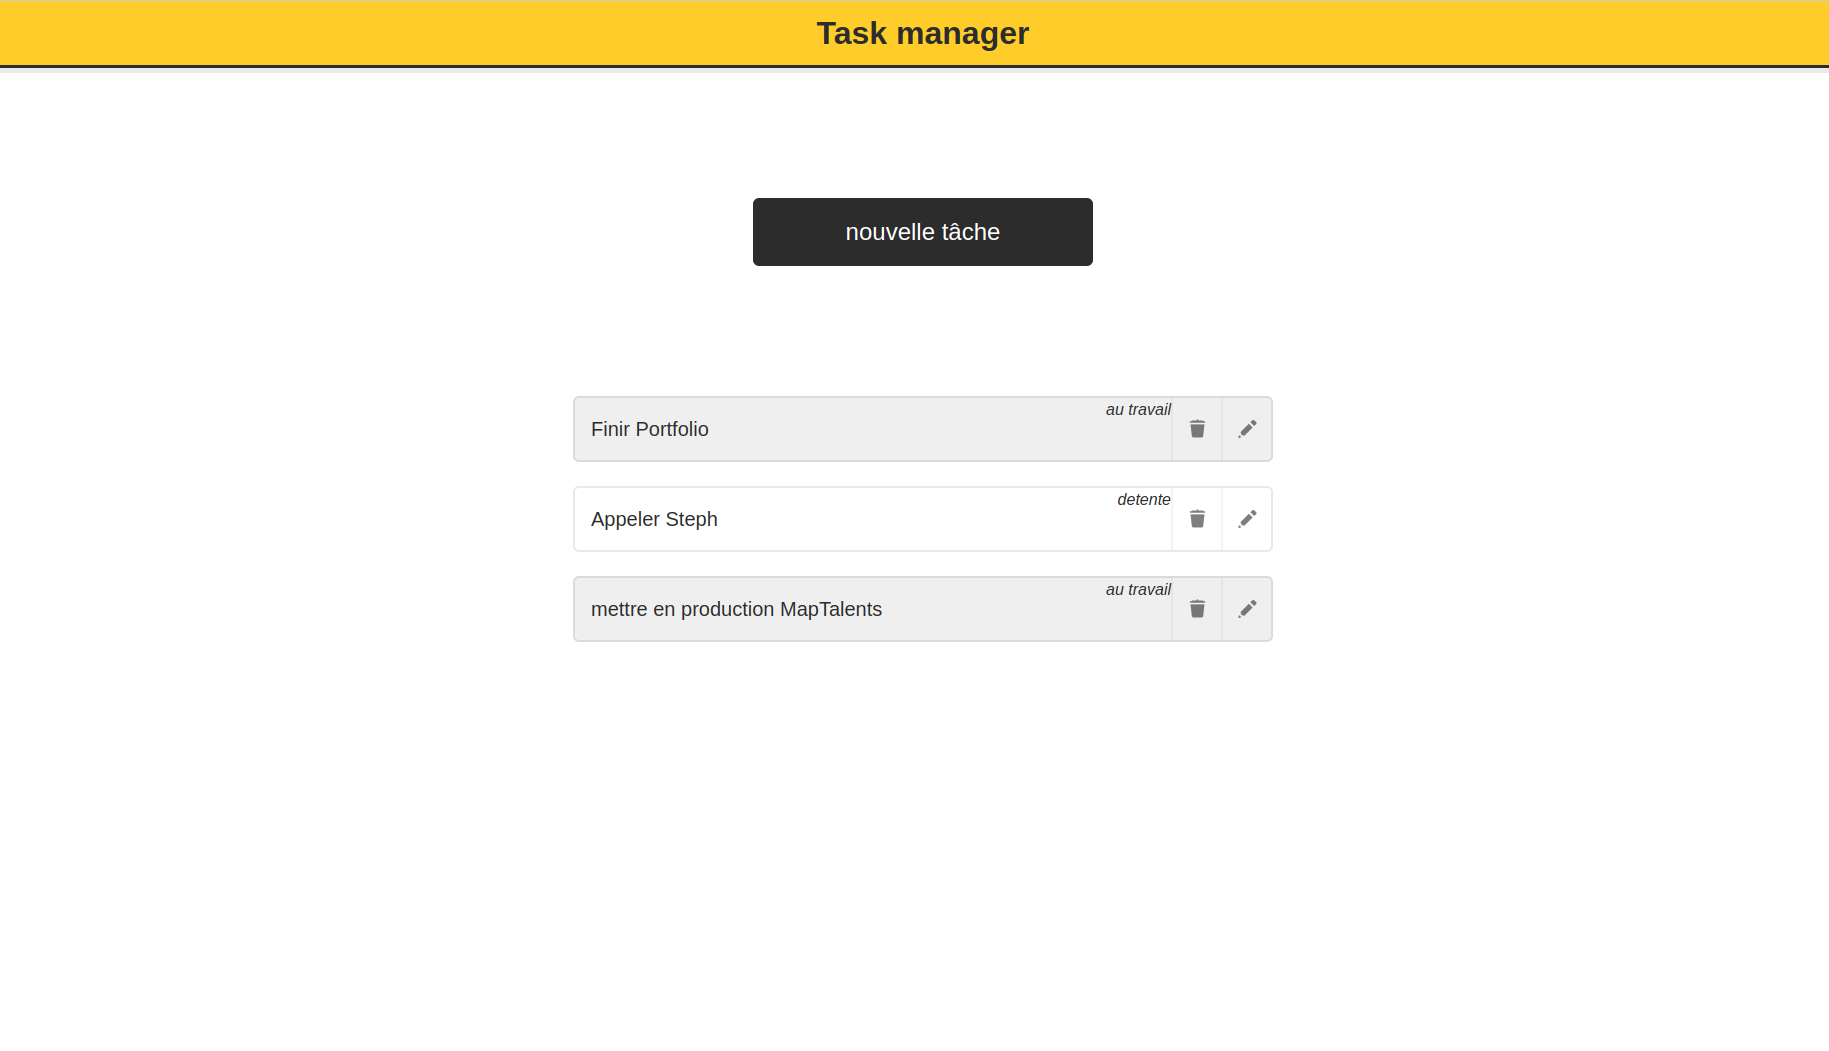 Task manager
nouvelle tâche
au travail
Finir Portfolio
detente
Appeler Steph
au travail
mettre en production MapTalents